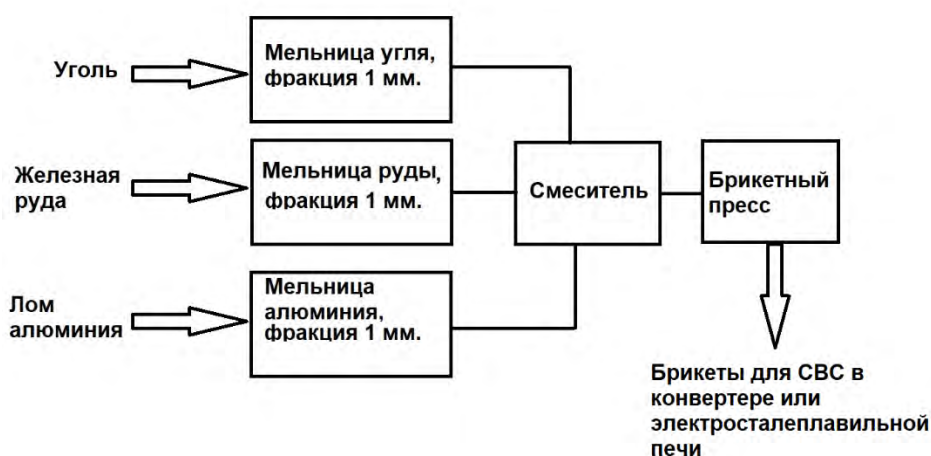 Уголь
Мельница угля,
фракция 1 мм.
Железная
руда
Мельница руды,
фракция 1 мм.
Смеситель
Брикетный
пресс
Лом
алюминия
Мельница
алюминия,
фракция 1 мм.
Брикеты для СВС в
конвертере или
электросталеплавильной
печи